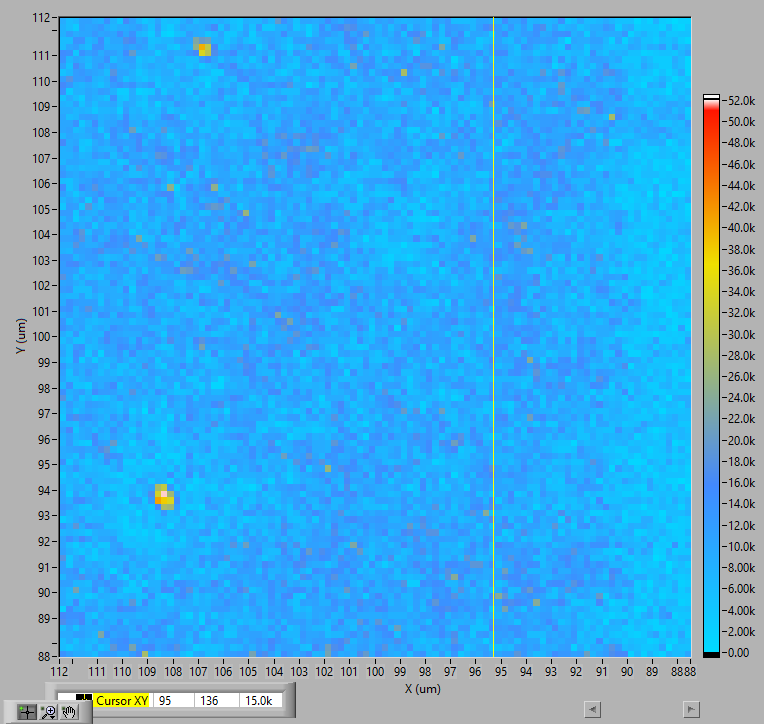 112
111
110
109
108
107
106
105
104
103
102
101
100
99
98
97
96
95
94
93
92
91
90
89
88
Y (um)
112 111 110 109 108 107 106 105 104 103 102 101 100 99 98 97 96 95 94 93 92 91 90 89 8888
X (um)
52.0k
50.0k
48.0k
46.0k
44.0k
42.0k
40.0k
38.0k
36.0k
34.0k
32.0k
30.0k
28.0k
26.0k
24.0k
22.0k
20.0k
18.0k
16.0k
14.0k
12.0k
10.0k
8.00k
6.00k
4.00k
2.00k
0.00
Cursor XY 95 136 15.0k